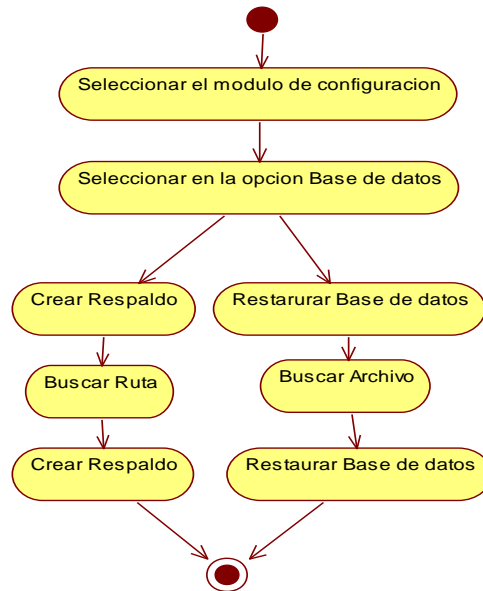 Seleccionar el modulo de configuracion
Seleccionar en la opcion Base de datos
Crear Respaldo
Restarurar Base de datos
Buscar Ruta
Buscar Archivo
Crear Respaldo
Restaurar Base de datos